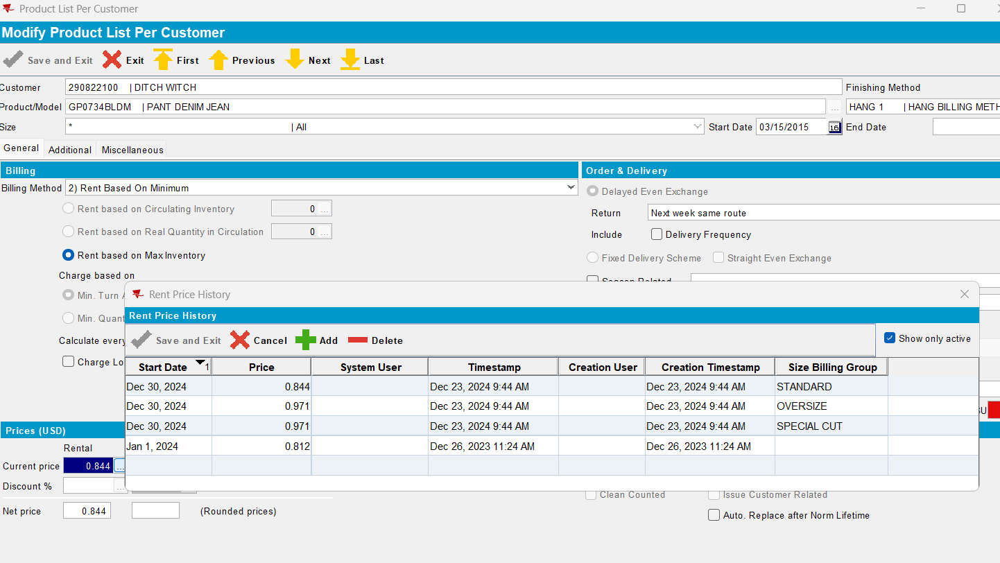 Product List Per Customer
Modify Product List Per Customer
Save and Exit Exit First Previous Next Last
Customer 290822100 | DITCH WITCH Finishing Method
Product/Model GP0734BLDM | PANT DENIM JEAN ... HANG 1 | HANG BILLING METH
Size * | All Start Date 03/15/2015 16 End Date
General Additional Miscellaneous
Billing Order & Delivery
Billing Method 2) Rent Based On Minimum Delayed Even Exchange
Rent based on Circulating Inventory 0 ...
Return Next week same route
Rent based on Real Quantity in Circulation 0 ...
Include Delivery Frequency
Rent based on Max Inventory Fixed Delivery Scheme Straight Even Exchange
Charge based on
Season Related
Min. Turn
Rent Price History
Min. Quant
Rent Price History
Calculate every
Save and Exit Cancel Add Delete Show only active
Charge Lo
Start Date 1 Price System User Timestamp Creation User Creation Timestamp Size Billing Group
Dec 30, 2024 0.844 Dec 23, 2024 9:44 AM Dec 23, 2024 9:44 AM STANDARD
Dec 30, 2024 0.971 Dec 23, 2024 9:44 AM Dec 23, 2024 9:44 AM OVERSIZE
Dec 30, 2024 0.971 Dec 23, 2024 9:44 AM Dec 23, 2024 9:44 AM SPECIAL CUT
Jan 1, 2024 0.812 Dec 26, 2023 11:24 AM Dec 26, 2023 11:24 AM
Prices (USD)
Rental
Current price 0.844 ...
Discount % ...
Clean Counted Issue Customer Related
Net price 0.844 (Rounded prices)
Auto. Replace after Norm Lifetime